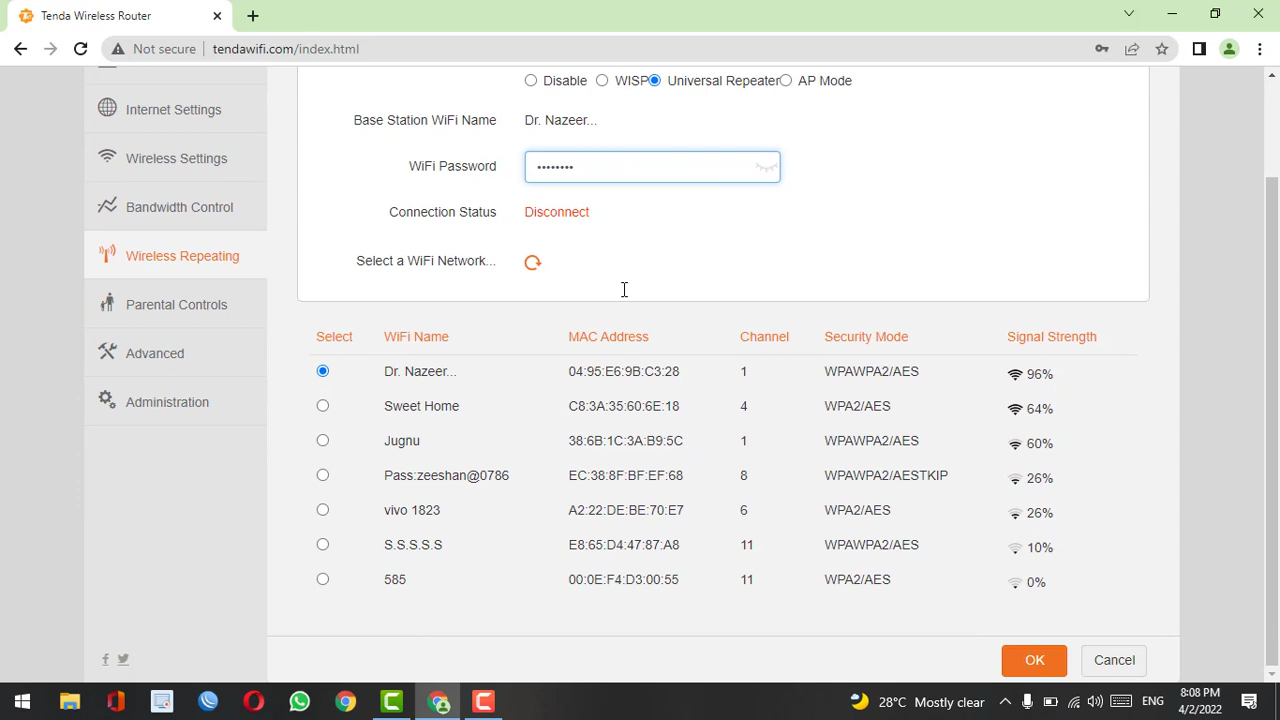 Tenda Wireless Router
Not secure
tendawifi.com/index.html
Disable WISP Universal Repeater AP Mode
Internet Settings
Base Station WiFi Name Dr. Nazeer...
Wireless Settings
WiFi Password ••••••••
Bandwidth Control
Connection Status Disconnect
Wireless Repeating
Select a WiFi Network...
Parental Controls
Advanced
Administration
Select WiFi Name MAC Address Channel Security Mode Signal Strength
Dr. Nazeer... 04:95:E6:9B:C3:28 1 WPAWPA2/AES 96%
Sweet Home C8:3A:35:60:6E:18 4 WPA2/AES 64%
Jugnu 38:6B:1C:3A:B9:5C 1 WPAWPA2/AES 60%
Pass:zeeshan@0786 EC:38:8F:BF:EF:68 8 WPAWPA2/AESTKIP 26%
vivo 1823 A2:22:DE:BE:70:E7 6 WPA2/AES 26%
S.S.S.S.S E8:65:D4:47:87:A8 11 WPAWPA2/AES 10%
585 00:0E:F4:D3:00:55 11 WPA2/AES 0%
OK Cancel
28°C Mostly clear
ENG
8:08 PM
4/2/2022